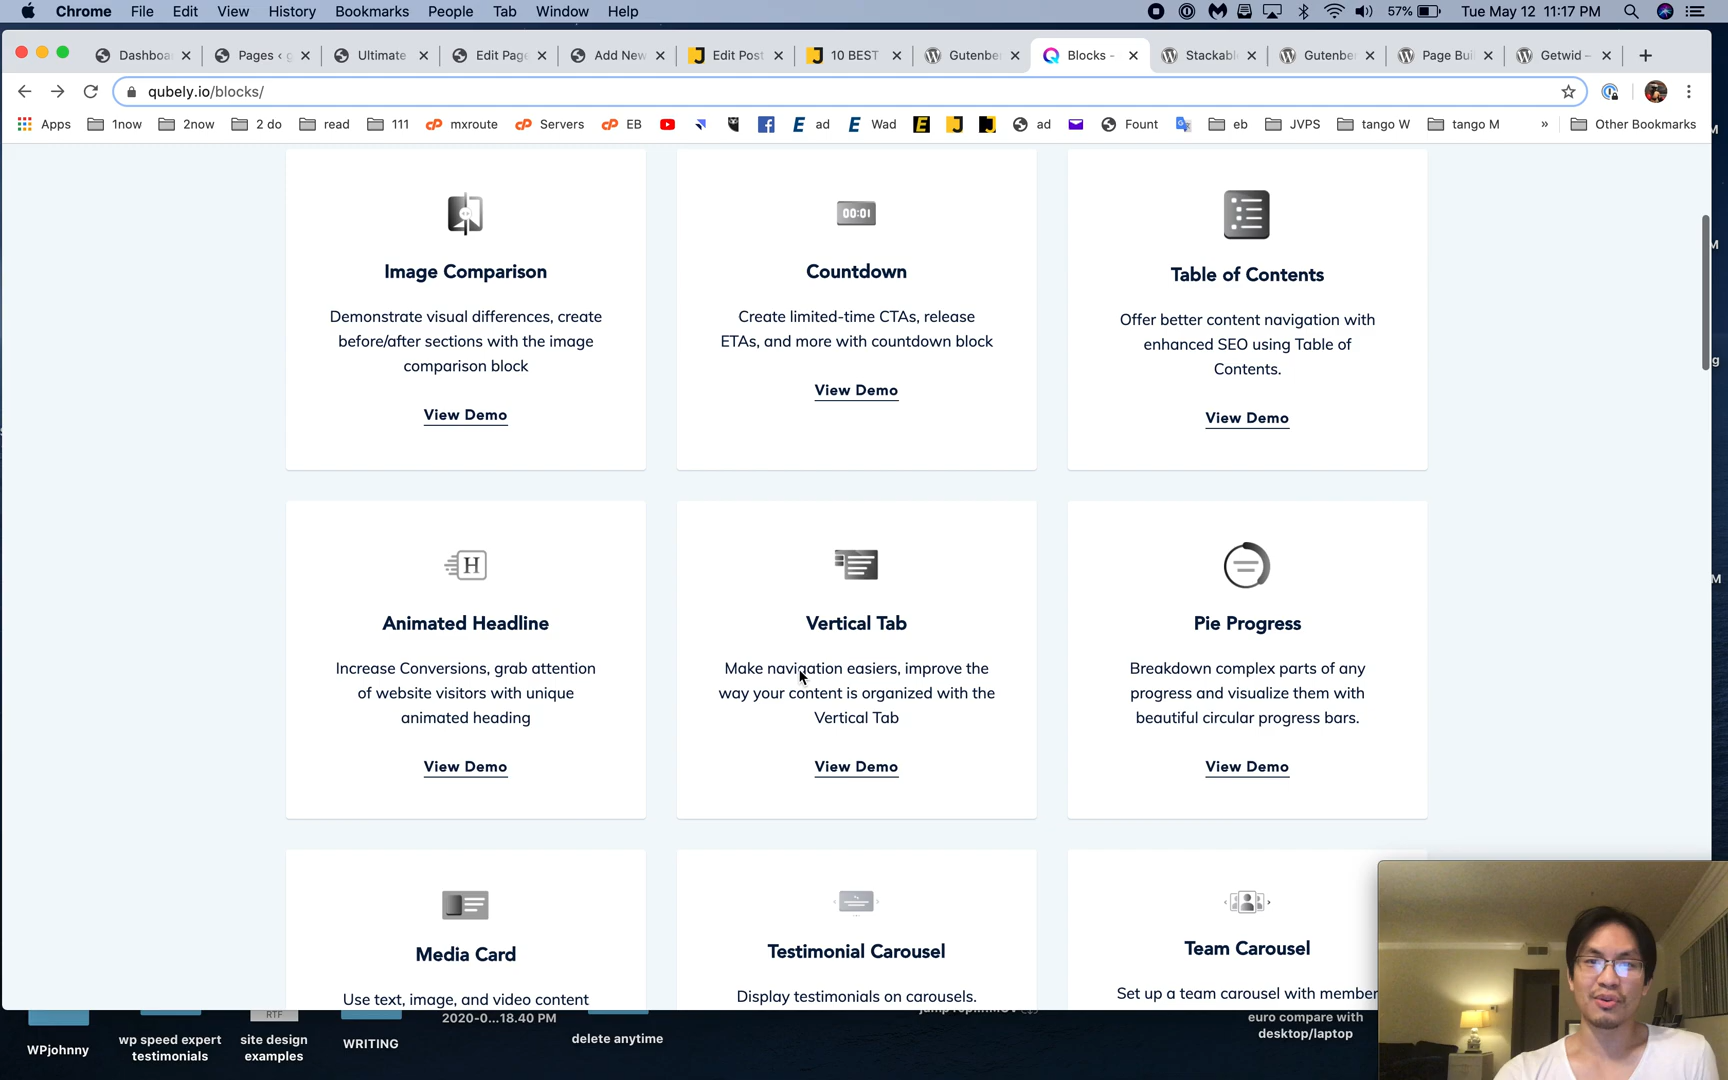 Chrome File Edit View History Bookmarks People Tab Window Help 57% Tue May 12 11:17 PM
Dashboa Pages ‹ g Ultimate Edit Page Add New Edit Post 10 BEST Gutenber Blocks - Stackabl Gutenber Page Bui Getwid –
qubely.io/blocks/
Apps 1now 2now 2 do read 111 mxroute Servers EB ad Wad ad Fount eb JVPS tango W tango M » Other Bookmarks
00:01
Image Comparison
Demonstrate visual differences, create
before/after sections with the image
comparison block
View Demo
Countdown
Create limited-time CTAs, release
ETAs, and more with countdown block
View Demo
Table of Contents
Offer better content navigation with
enhanced SEO using Table of
Contents.
View Demo
H
Animated Headline
Increase Conversions, grab attention
of website visitors with unique
animated heading
View Demo
Vertical Tab
Make navigation easiers, improve the
way your content is organized with the
Vertical Tab
View Demo
Pie Progress
Breakdown complex parts of any
progress and visualize them with
beautiful circular progress bars.
View Demo
Media Card
Use text, image, and video content
Testimonial Carousel
Display testimonials on carousels.
Team Carousel
Set up a team carousel with member
WPjohnny
wp speed expert
testimonials
RTF
site design
examples
WRITING
2020-0...18.40 PM
delete anytime
euro compare with
desktop/laptop